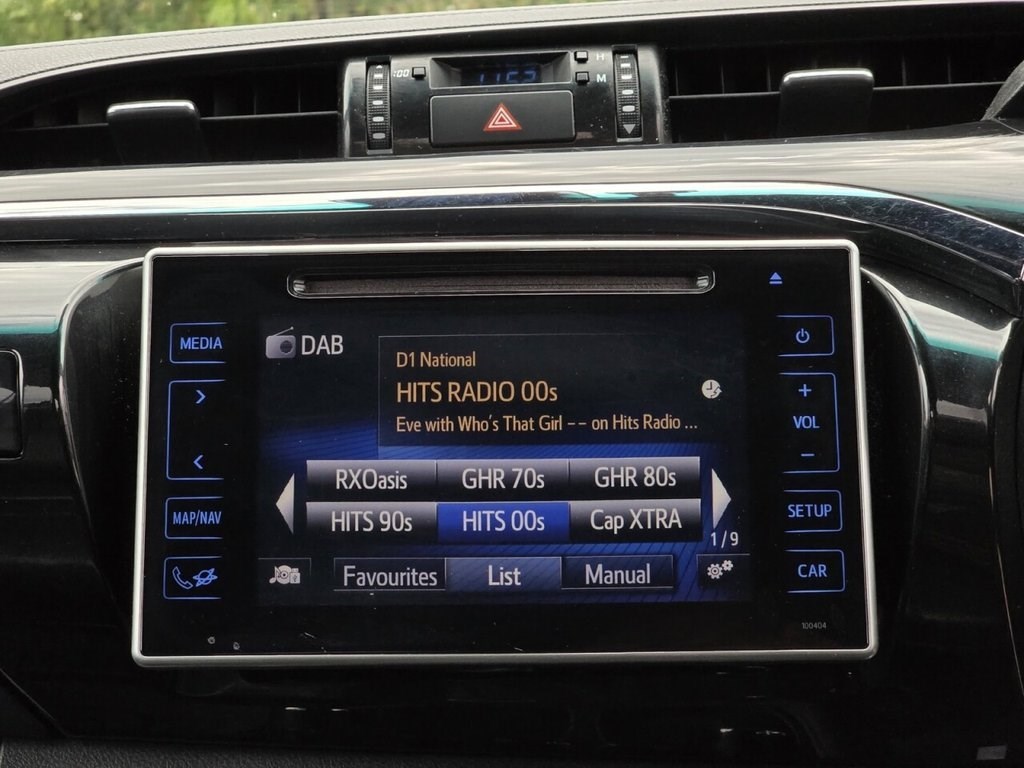 :00
H
M
MEDIA
MAP/NAV
DAB
D1 National
HITS RADIO 00s
Eve with Who's That Girl -- on Hits Radio ...
RXOasis
GHR 70s
GHR 80s
HITS 90s
HITS 00s
Cap XTRA
1/9
Favourites
List
Manual
+
VOL
-
SETUP
CAR
100404